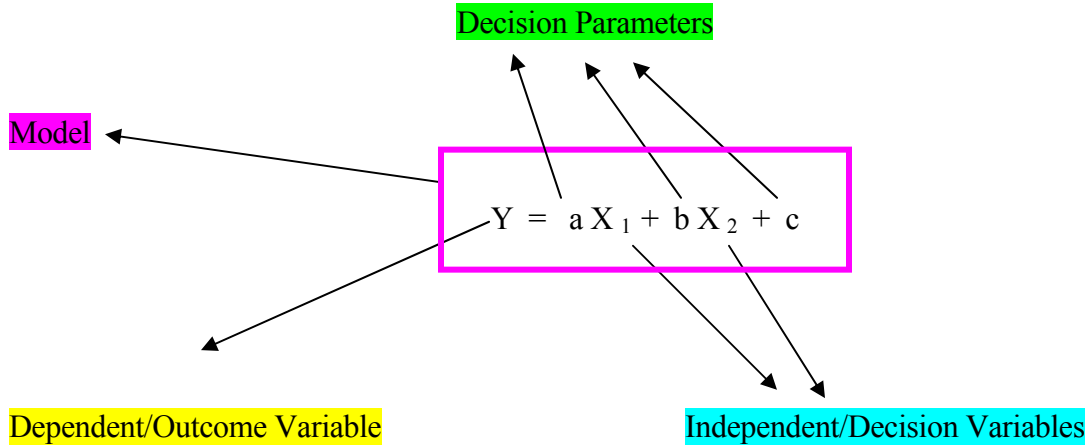 Decision Parameters
Model
Y = a X 1 + b X 2 + c
Dependent/Outcome Variable
Independent/Decision Variables